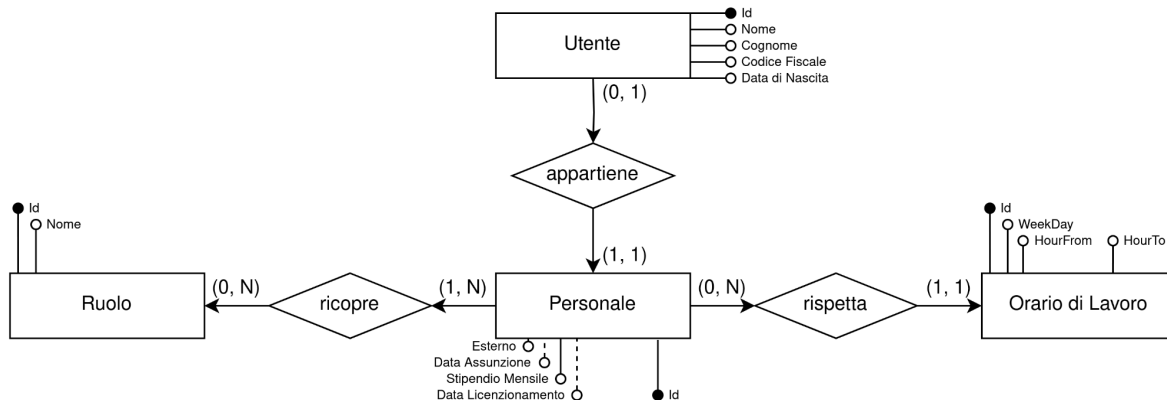 Id
Nome
Utente
Cognome
Codice Fiscale
Data di Nascita
(0, 1)
appartiene
Id
Nome
Id
WeekDay
HourFrom
HourTo
(1, 1)
(0, N)
(1, N)
(0, N)
(1, 1)
Ruolo
ricopre
Personale
rispetta
Orario di Lavoro
Esterno
Data Assunzione
Stipendio Mensile
Data Licenzionamento
Id